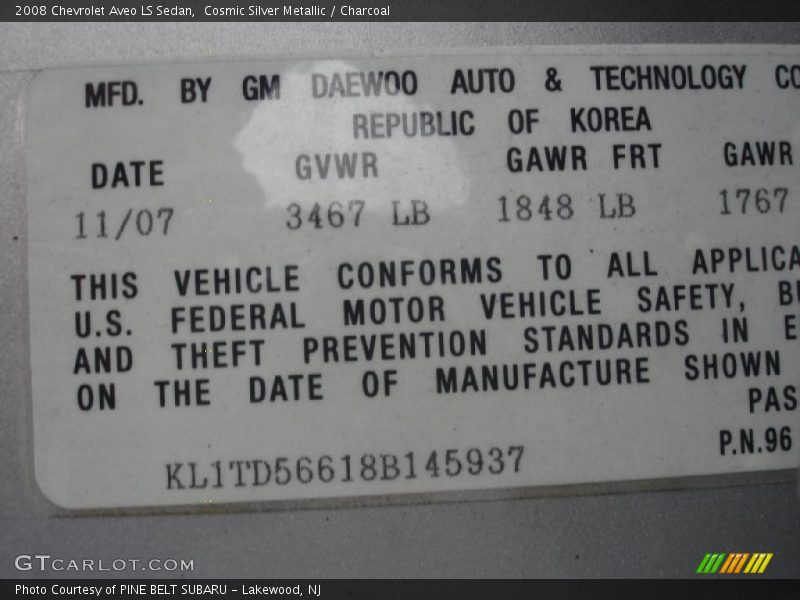 2008 Chevrolet Aveo LS Sedan,  Cosmic Silver Metallic / Charcoal
MFD. BY GM DAEWOO AUTO & TECHNOLOGY CO
REPUBLIC OF KOREA
DATE GVWR GAWR FRT GAWR
11/07 3467 LB 1848 LB 1767
THIS VEHICLE CONFORMS TO ALL APPLICA
U.S. FEDERAL MOTOR VEHICLE SAFETY, BU
AND THEFT PREVENTION STANDARDS IN E
ON THE DATE OF MANUFACTURE SHOWN
PAS
P.N.96
KL1TD56618B145937
GTCARLOT.COM
Photo Courtesy of PINE BELT SUBARU – Lakewood, NJ